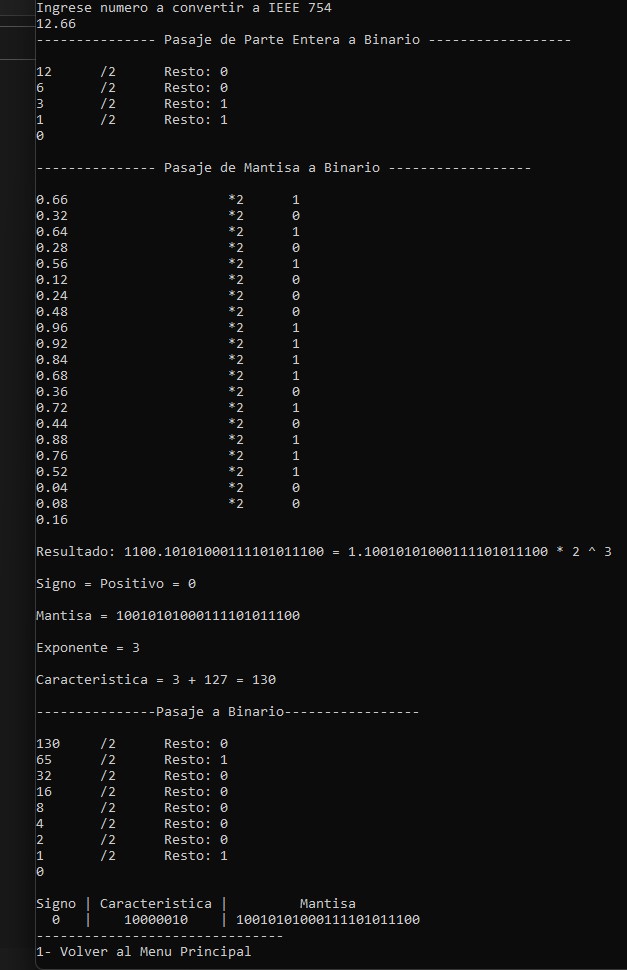 Ingrese numero a convertir a IEEE 754
12.66
--------------- Pasaje de Parte Entera a Binario ------------------
12 /2 Resto: 0
6 /2 Resto: 0
3 /2 Resto: 1
1 /2 Resto: 1
0
--------------- Pasaje de Mantisa a Binario ------------------
0.66 *2 1
0.32 *2 0
0.64 *2 1
0.28 *2 0
0.56 *2 1
0.12 *2 0
0.24 *2 0
0.48 *2 0
0.96 *2 1
0.92 *2 1
0.84 *2 1
0.68 *2 1
0.36 *2 0
0.72 *2 1
0.44 *2 0
0.88 *2 1
0.76 *2 1
0.52 *2 1
0.04 *2 0
0.08 *2 0
0.16
Resultado: 1100.10101000111101011100 = 1.10010101000111101011100 * 2 ^ 3
Signo = Positivo = 0
Mantisa = 10010101000111101011100
Exponente = 3
Caracteristica = 3 + 127 = 130
---------------Pasaje a Binario-----------------
130 /2 Resto: 0
65 /2 Resto: 1
32 /2 Resto: 0
16 /2 Resto: 0
8 /2 Resto: 0
4 /2 Resto: 0
2 /2 Resto: 0
1 /2 Resto: 1
0
Signo | Caracteristica | Mantisa
0 | 10000010 | 10010101000111101011100
-------------------------------
1- Volver al Menu Principal